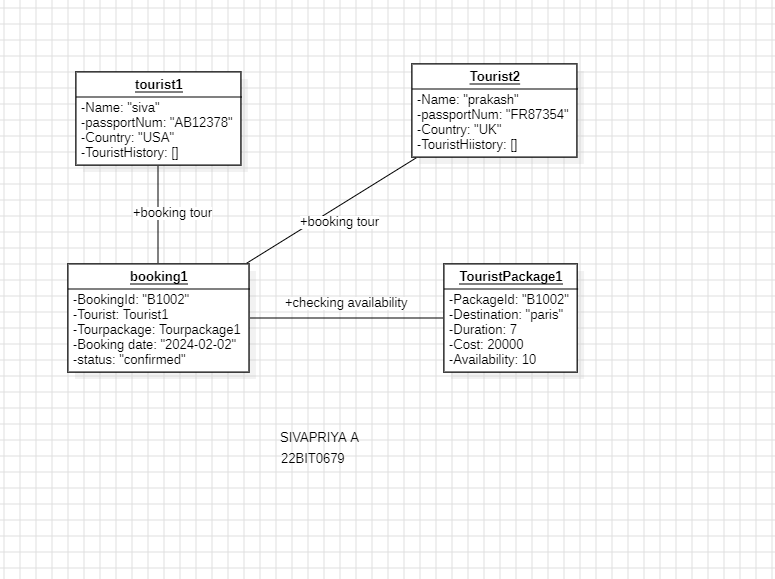 tourist1
-Name: "siva"
-passportNum: "AB12378"
-Country: "USA"
-TouristHistory: []
Tourist2
-Name: "prakash"
-passportNum: "FR87354"
-Country: "UK"
-TouristHiistory: []
+booking tour
+booking tour
booking1
-BookingId: "B1002"
-Tourist: Tourist1
-Tourpackage: Tourpackage1
-Booking date: "2024-02-02"
-status: "confirmed"
+checking availability
TouristPackage1
-PackageId: "B1002"
-Destination: "paris"
-Duration: 7
-Cost: 20000
-Availability: 10
SIVAPRIYA A
22BIT0679